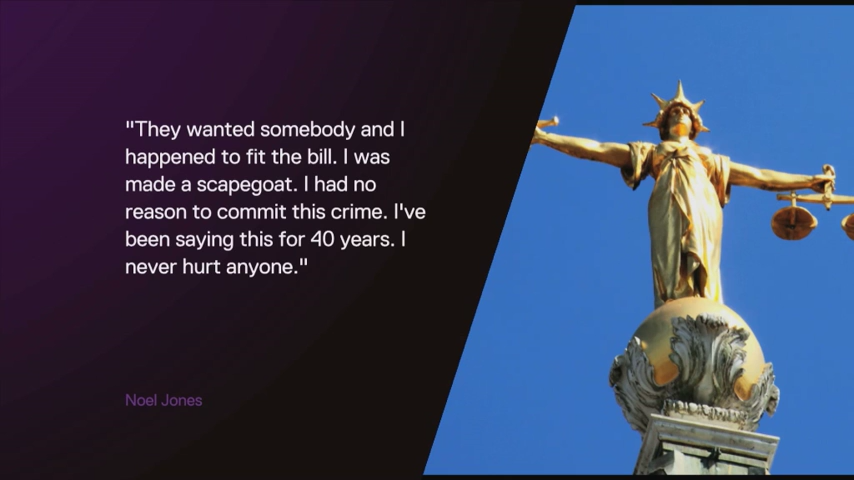 "They wanted somebody and I
happened to fit the bill. I was
made a scapegoat. I had no
reason to commit this crime. I've
been saying this for 40 years. I
never hurt anyone."
Noel Jones